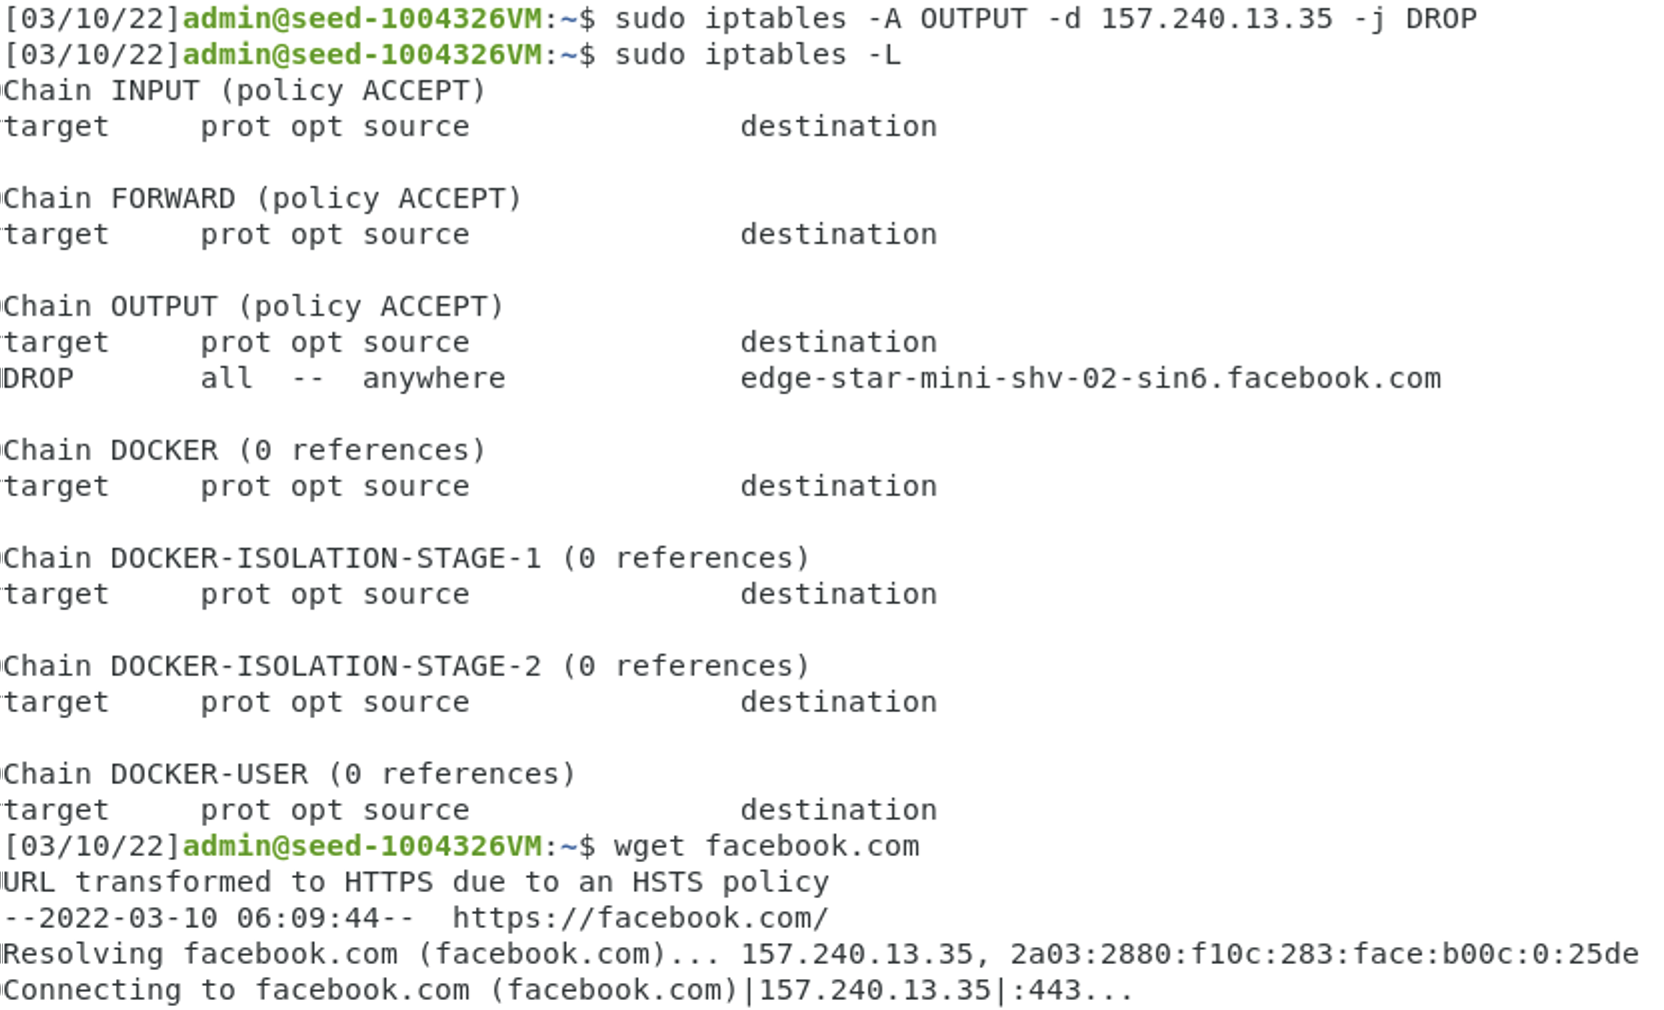 [03/10/22]admin@seed-1004326VM:~$ sudo iptables -A OUTPUT -d 157.240.13.35 -j DROP
[03/10/22]admin@seed-1004326VM:~$ sudo iptables -L
Chain INPUT (policy ACCEPT)
target     prot opt source               destination

Chain FORWARD (policy ACCEPT)
target     prot opt source               destination

Chain OUTPUT (policy ACCEPT)
target     prot opt source               destination
DROP       all  --  anywhere             edge-star-mini-shv-02-sin6.facebook.com

Chain DOCKER (0 references)
target     prot opt source               destination

Chain DOCKER-ISOLATION-STAGE-1 (0 references)
target     prot opt source               destination

Chain DOCKER-ISOLATION-STAGE-2 (0 references)
target     prot opt source               destination

Chain DOCKER-USER (0 references)
target     prot opt source               destination
[03/10/22]admin@seed-1004326VM:~$ wget facebook.com
URL transformed to HTTPS due to an HSTS policy
--2022-03-10 06:09:44--  https://facebook.com/
Resolving facebook.com (facebook.com)... 157.240.13.35, 2a03:2880:f10c:283:face:b00c:0:25de
Connecting to facebook.com (facebook.com)|157.240.13.35|:443...